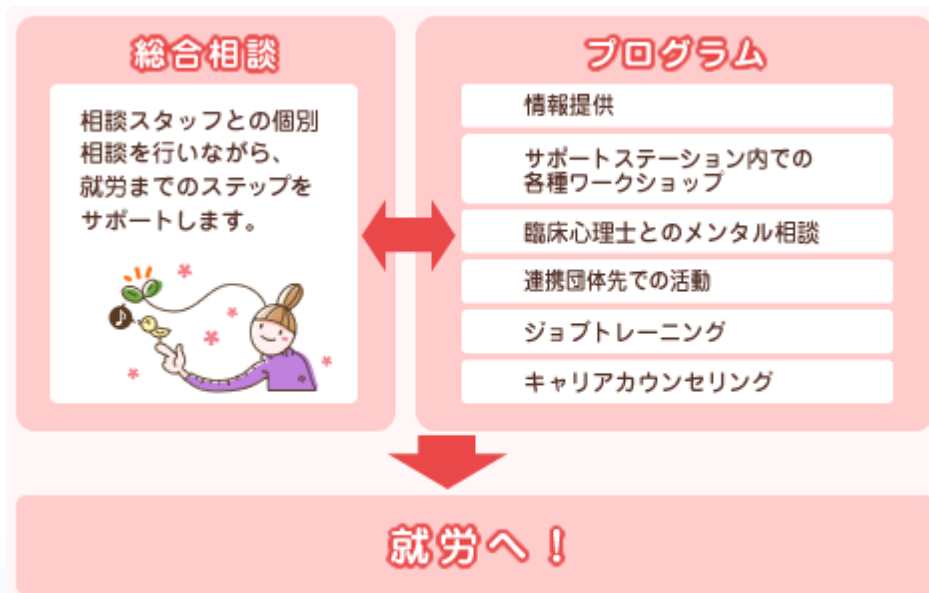 総合相談
相談スタッフとの個別
相談を行いながら、
就労までのステップを
サポートします。
プログラム
情報提供
サポートステーション内での
各種ワークショップ
臨床心理士とのメンタル相談
連携団体先での活動
ジョブトレーニング
キャリアカウンセリング
就労へ！